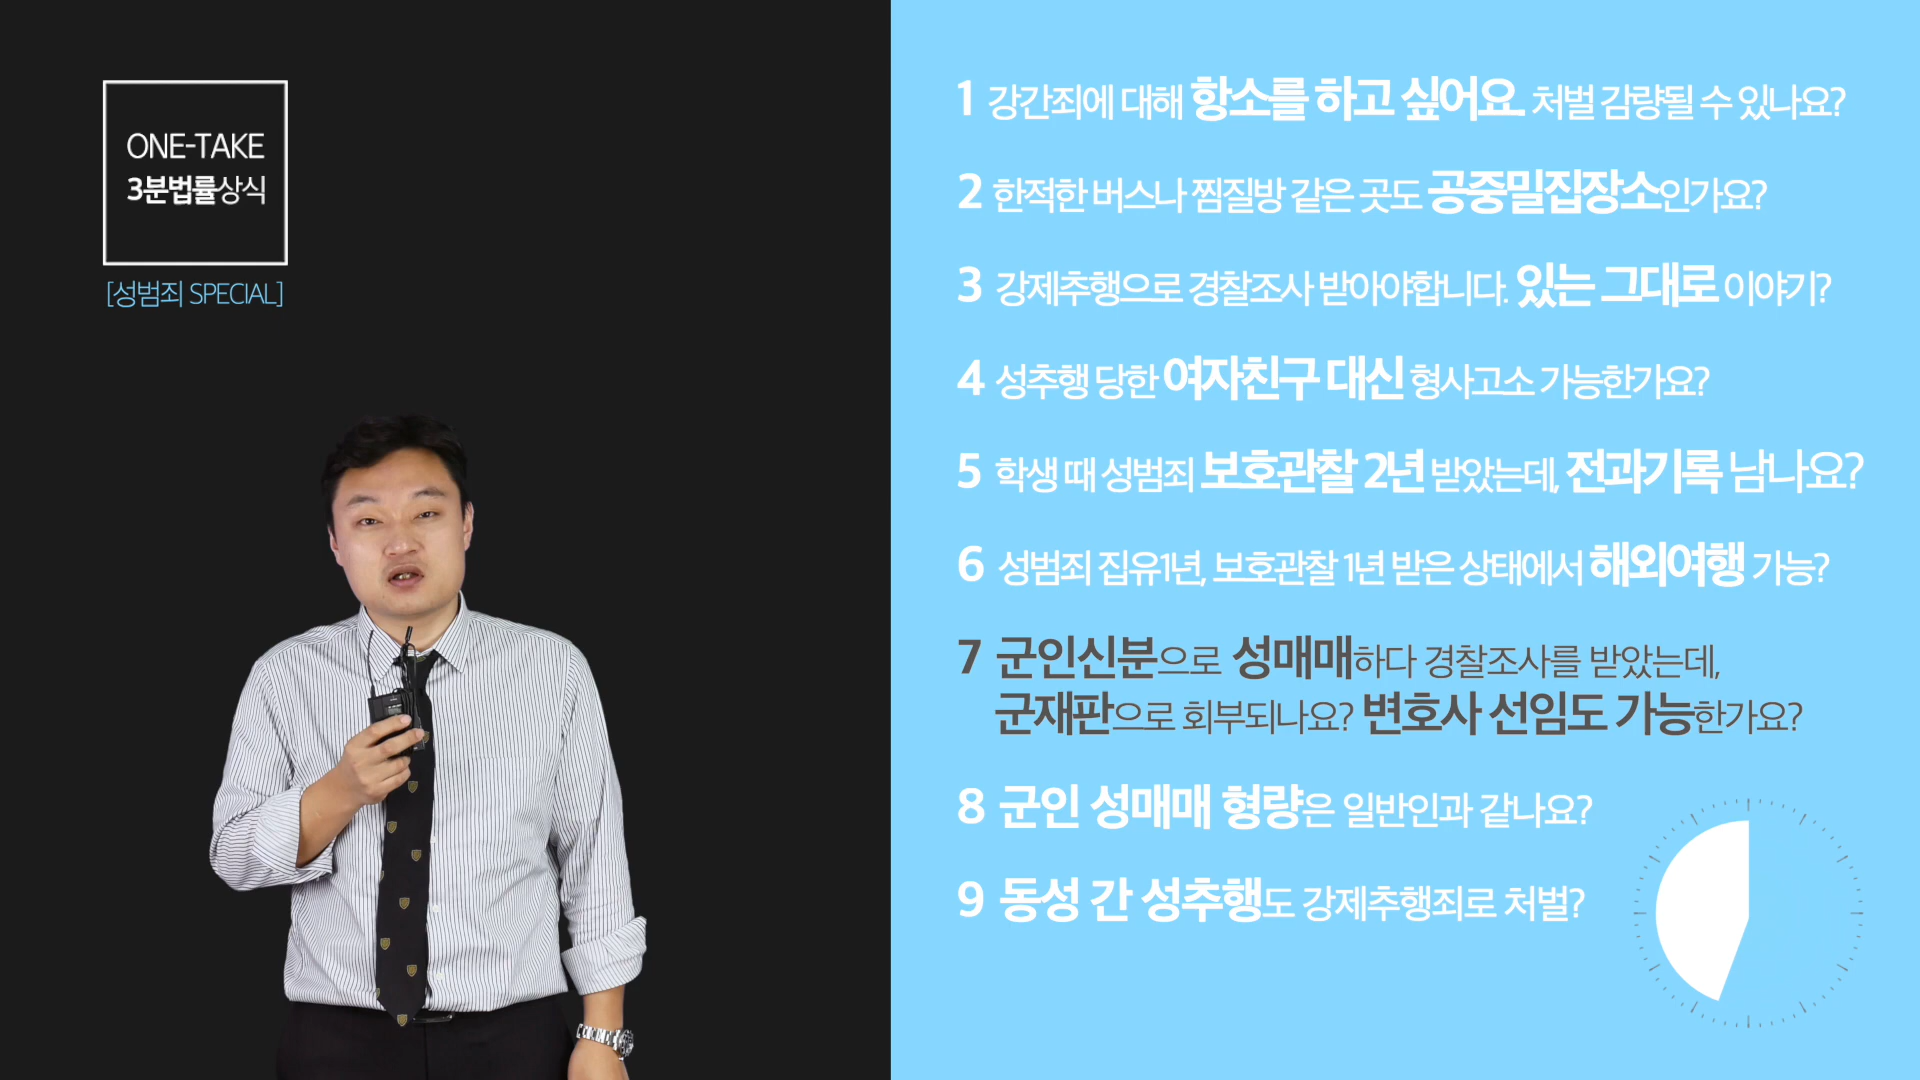 ONE-TAKE
3분법률상식
[성범죄 SPECIAL]
1 강간죄에 대해 항소를 하고 싶어요. 처벌 감량될 수 있나요?
2 한적한 버스나 찜질방 같은 곳도 공중밀집장소인가요?
3 강제추행으로 경찰조사 받아야합니다. 있는 그대로 이야기?
4 성추행 당한 여자친구 대신 형사고소 가능한가요?
5 학생 때 성범죄 보호관찰 2년 받았는데, 전과기록 남나요?
6 성범죄 집유1년, 보호관찰 1년 받은 상태에서 해외여행 가능?
7 군인신분으로 성매매하다 경찰조사를 받았는데,
군재판으로 회부되나요? 변호사 선임도 가능한가요?
8 군인 성매매 형량은 일반인과 같나요?
9 동성 간 성추행도 강제추행죄로 처벌?